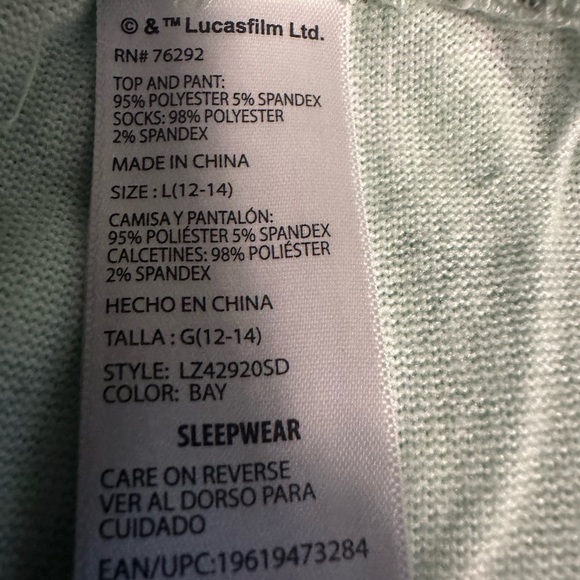 © & ™ Lucasfilm Ltd.
RN# 76292
TOP AND PANT:
95% POLYESTER 5% SPANDEX
SOCKS: 98% POLYESTER
2% SPANDEX
MADE IN CHINA
SIZE : L(12-14)
CAMISA Y PANTALÓN:
95% POLIÉSTER 5% SPANDEX
CALCETINES: 98% POLIÉSTER
2% SPANDEX
HECHO EN CHINA
TALLA : G(12-14)
STYLE: LZ42920SD
COLOR: BAY
SLEEPWEAR
CARE ON REVERSE
VER AL DORSO PARA
CUIDADO
EAN/UPC:19619473284